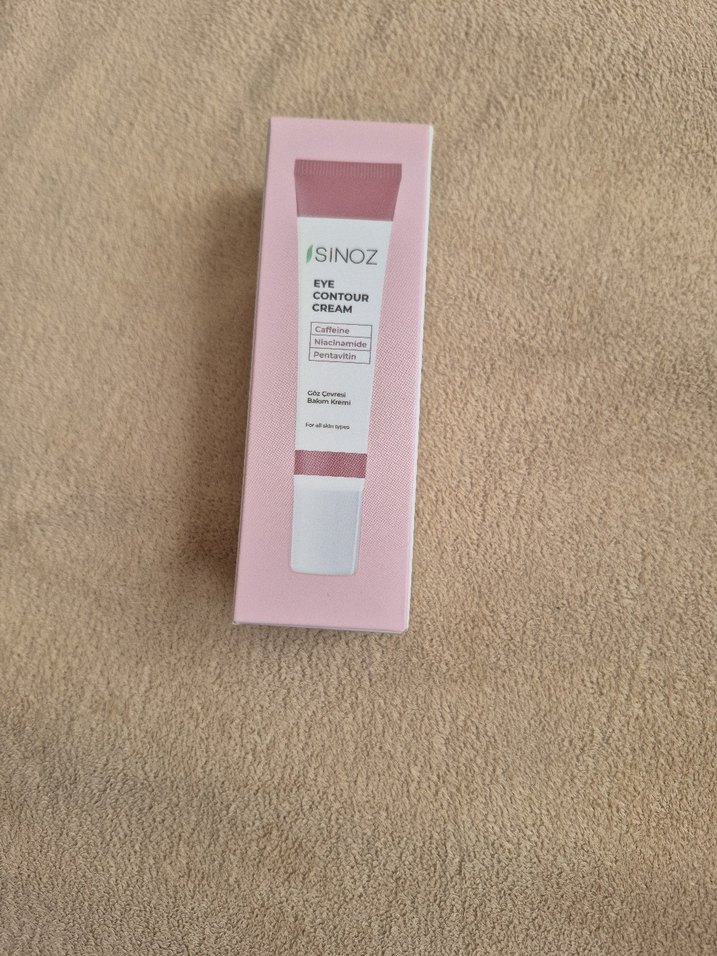 SINOZ
EYE
CONTOUR
CREAM
Caffeine
Niacinamide
Pentavitin
Göz Çevresi
Bakım Kremi
For all skin types